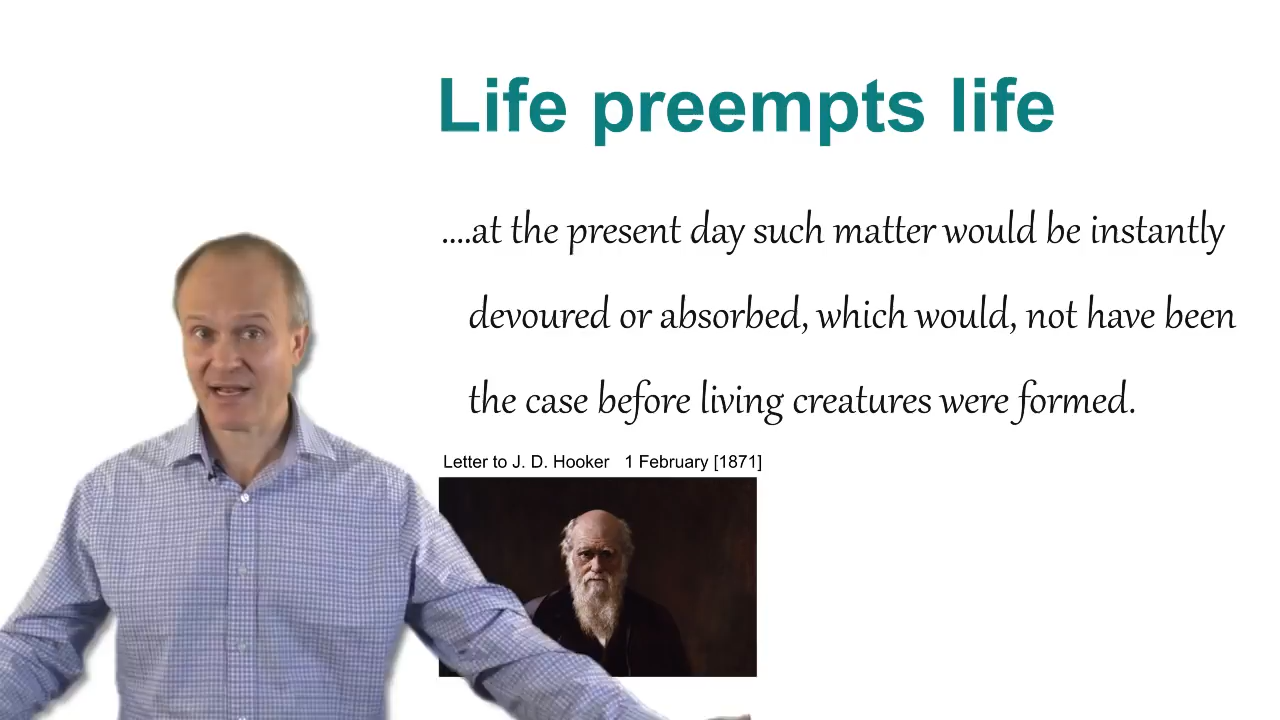 Life preempts life
....at the present day such matter would be instantly
devoured or absorbed, which would, not have been
the case before living creatures were formed.
Letter to J. D. Hooker 1 February [1871]